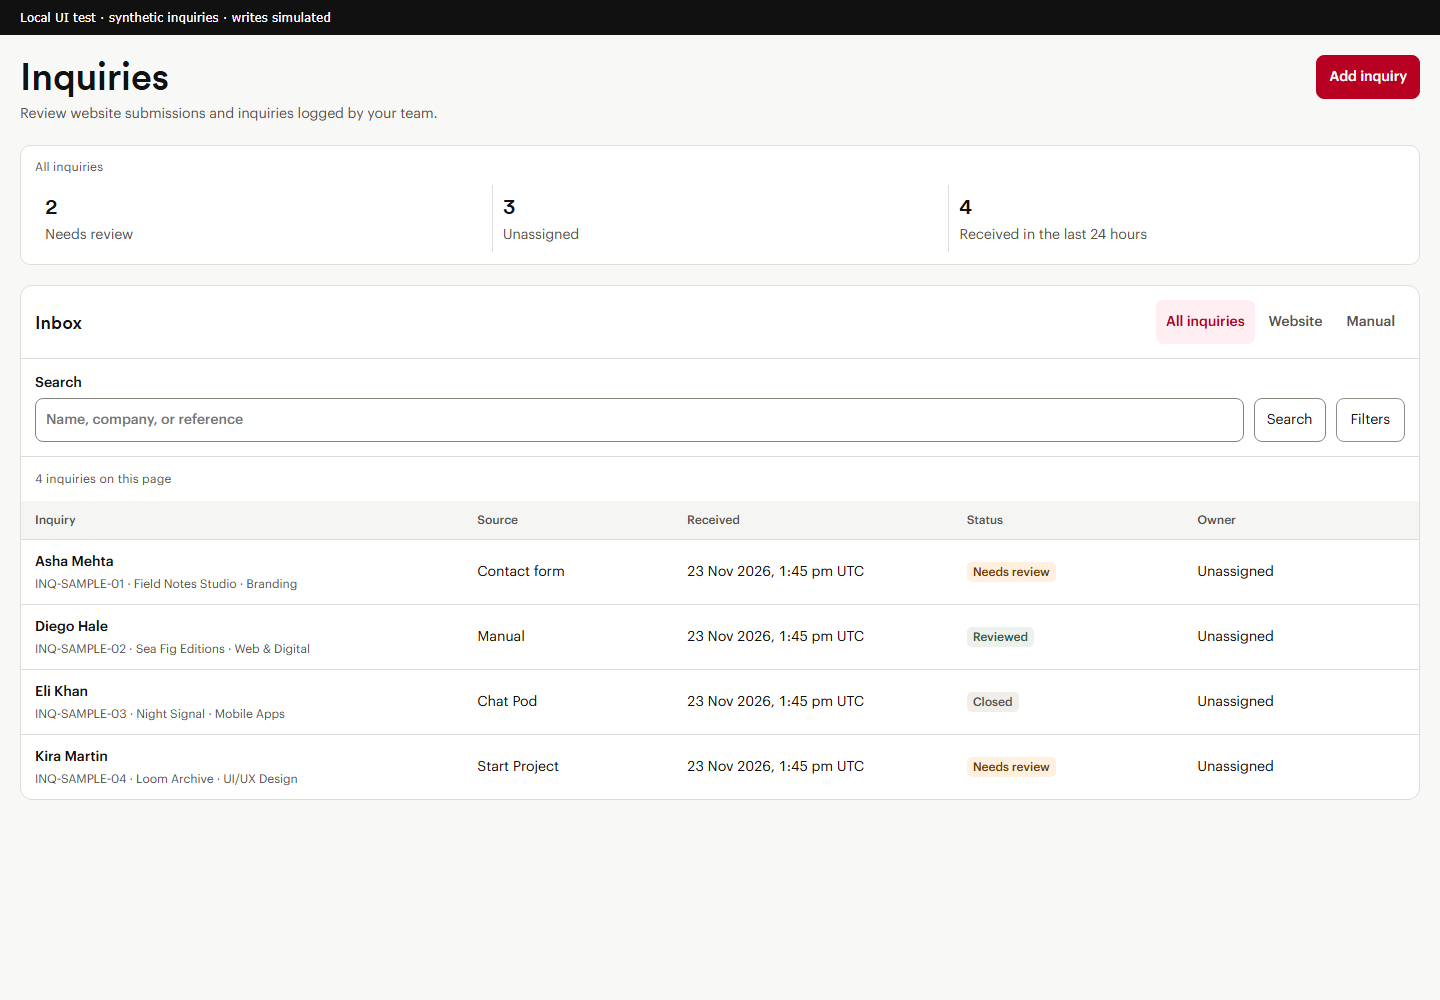 Local UI test · synthetic inquiries · writes simulated
Inquiries
Add inquiry
Review website submissions and inquiries logged by your team.
All inquiries
2
Needs review
3
Unassigned
4
Received in the last 24 hours
Inbox
All inquiries Website Manual
Search
Name, company, or reference
Search Filters
4 inquiries on this page
Inquiry Source Received Status Owner
Asha Mehta
INQ-SAMPLE-01 · Field Notes Studio · Branding
Contact form 23 Nov 2026, 1:45 pm UTC Needs review Unassigned
Diego Hale
INQ-SAMPLE-02 · Sea Fig Editions · Web & Digital
Manual 23 Nov 2026, 1:45 pm UTC Reviewed Unassigned
Eli Khan
INQ-SAMPLE-03 · Night Signal · Mobile Apps
Chat Pod 23 Nov 2026, 1:45 pm UTC Closed Unassigned
Kira Martin
INQ-SAMPLE-04 · Loom Archive · UI/UX Design
Start Project 23 Nov 2026, 1:45 pm UTC Needs review Unassigned